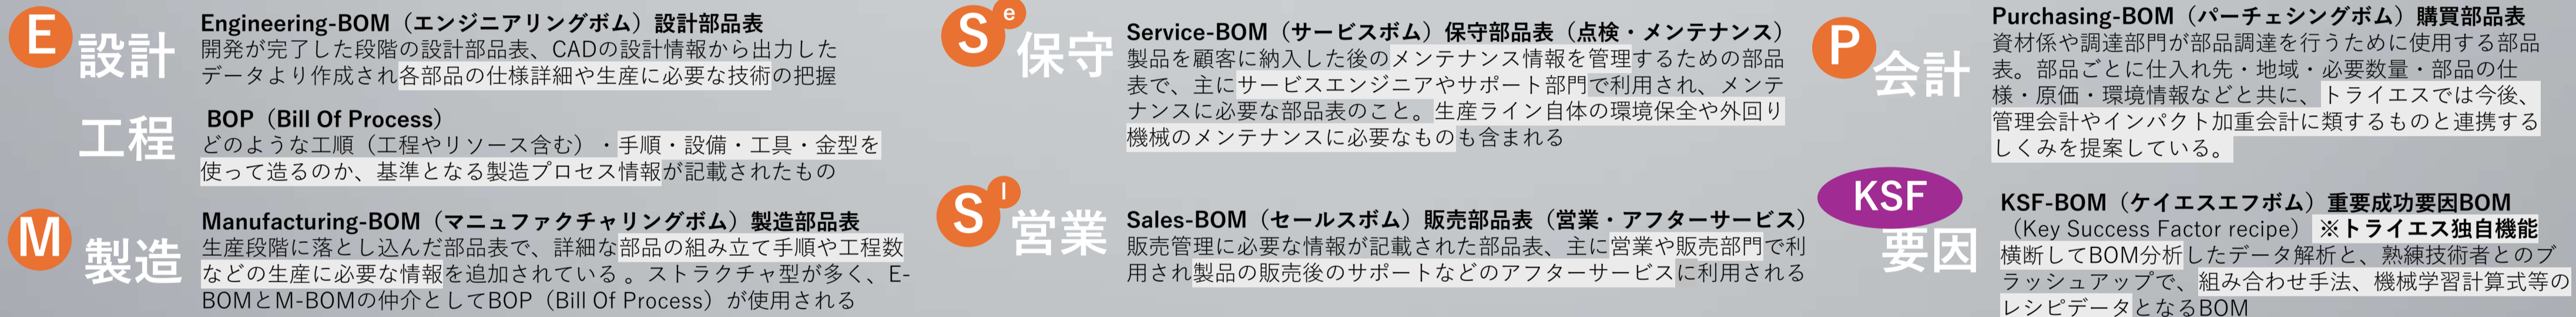 E
設計
Engineering-BOM（エンジニアリングボム）設計部品表
開発が完了した段階の設計部品表、CADの設計情報から出力した
データより作成され各部品の仕様詳細や生産に必要な技術の把握
工程
BOP（Bill Of Process）
どのような工順（工程やリソース含む）・手順・設備・工具・金型を
使って造るのか、基準となる製造プロセス情報が記載されたもの
M
製造
Manufacturing-BOM（マニュファクチャリングボム）製造部品表
生産段階に落とし込んだ部品表で、詳細な部品の組み立て手順や工程数
などの生産に必要な情報を追加されている 。ストラクチャ型が多く、E-
BOMとM-BOMの仲介としてBOP（Bill Of Process）が使用される
S e
保守
Service-BOM（サービスボム）保守部品表（点検・メンテナンス）
製品を顧客に納入した後のメンテナンス情報を管理するための部品
表で、主にサービスエンジニアやサポート部門で利用され、メンテ
ナンスに必要な部品表のこと。生産ライン自体の環境保全や外回り
機械のメンテナンスに必要なものも含まれる
S l
営業
Sales-BOM（セールスボム）販売部品表（営業・アフターサービス）
販売管理に必要な情報が記載された部品表、主に営業や販売部門で利
用され製品の販売後のサポートなどのアフターサービスに利用される
P
会計
Purchasing-BOM（パーチェシングボム）購買部品表
資材係や調達部門が部品調達を行うために使用する部品
表。部品ごとに仕入れ先・地域・必要数量・部品の仕
様・原価・環境情報などと共に、トライエスでは今後、
管理会計やインパクト加重会計に類するものと連携する
しくみを提案している。
KSF
要因
KSF-BOM（ケイエスエフボム）重要成功要因BOM
（Key Success Factor recipe）※トライエス独自機能
横断してBOM分析したデータ解析と、熟練技術者とのブ
ラッシュアップで、組み合わせ手法、機械学習計算式等の
レシピデータとなるBOM